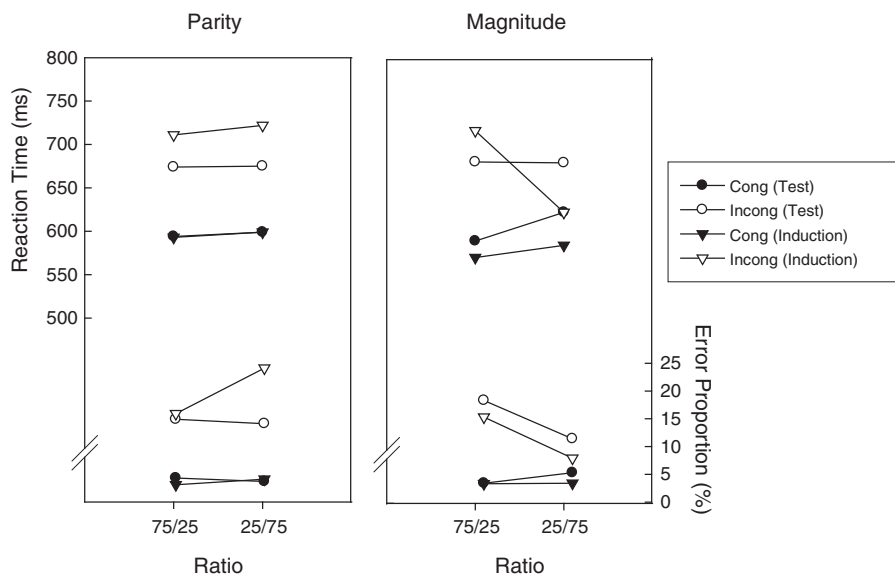 Parity
Magnitude
Reaction Time (ms)
800
750
700
650
600
550
500
Cong (Test)
Incong (Test)
Cong (Induction)
Incong (Induction)
Error Proportion (%)
25
20
15
10
5
0
75/25 25/75
75/25 25/75
Ratio
Ratio